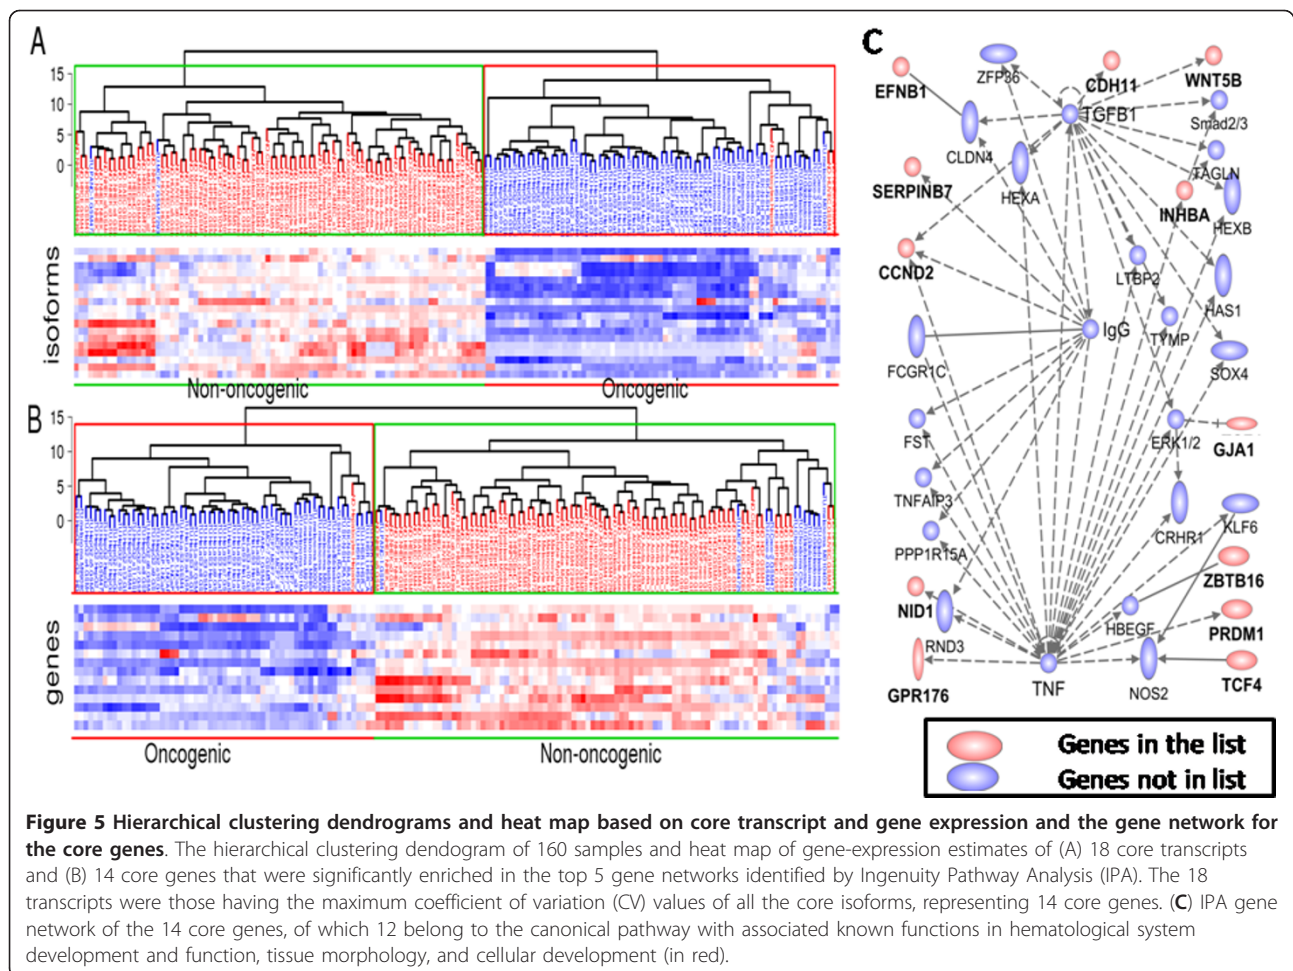 A
15
10
5
0
isoforms
Non-oncogenic
Oncogenic
B
15
10
5
0
genes
Oncogenic
Non-oncogenic
C
ZFP36
CDH11
WNT5B
EFNB1
TGFB1
Smad2/3
CLDN4
TAGLN
SERPINB7
HEXA
INHBA
HEXB
CCND2
LTBP2
HAS1
IgG
TYMP
FCGR1C
SOX4
FST
ERK1/2
GJA1
TNFAIP3
CRHR1
KLF6
PPP1R15A
ZBTB16
NID1
HBEGF
PRDM1
RND3
GPR176
TNF
NOS2
TCF4
Genes in the list
Genes not in list
Figure 5 Hierarchical clustering dendrograms and heat map based on core transcript and gene expression and the gene network for
the core genes. The hierarchical clustering dendogram of 160 samples and heat map of gene-expression estimates of (A) 18 core transcripts
and (B) 14 core genes that were significantly enriched in the top 5 gene networks identified by Ingenuity Pathway Analysis (IPA). The 18
transcripts were those having the maximum coefficient of variation (CV) values of all the core isoforms, representing 14 core genes. (C) IPA gene
network of the 14 core genes, of which 12 belong to the canonical pathway with associated known functions in hematological system
development and function, tissue morphology, and cellular development (in red).